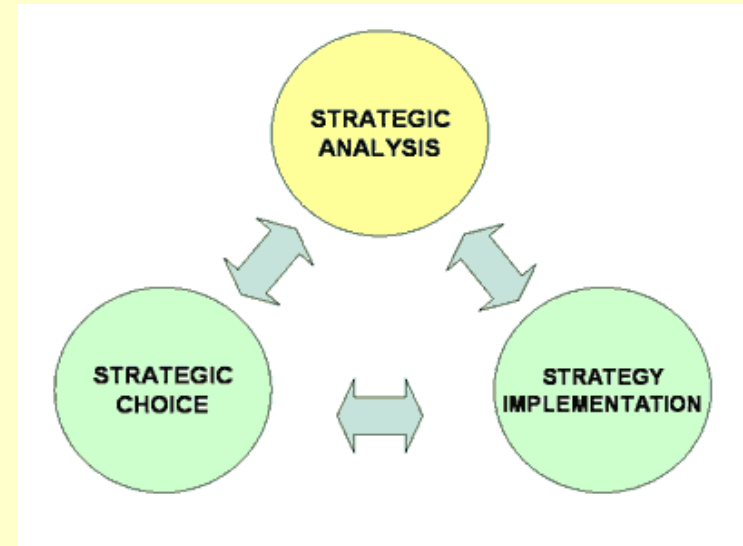 STRATEGIC
ANALYSIS
STRATEGIC
CHOICE
STRATEGY
IMPLEMENTATION